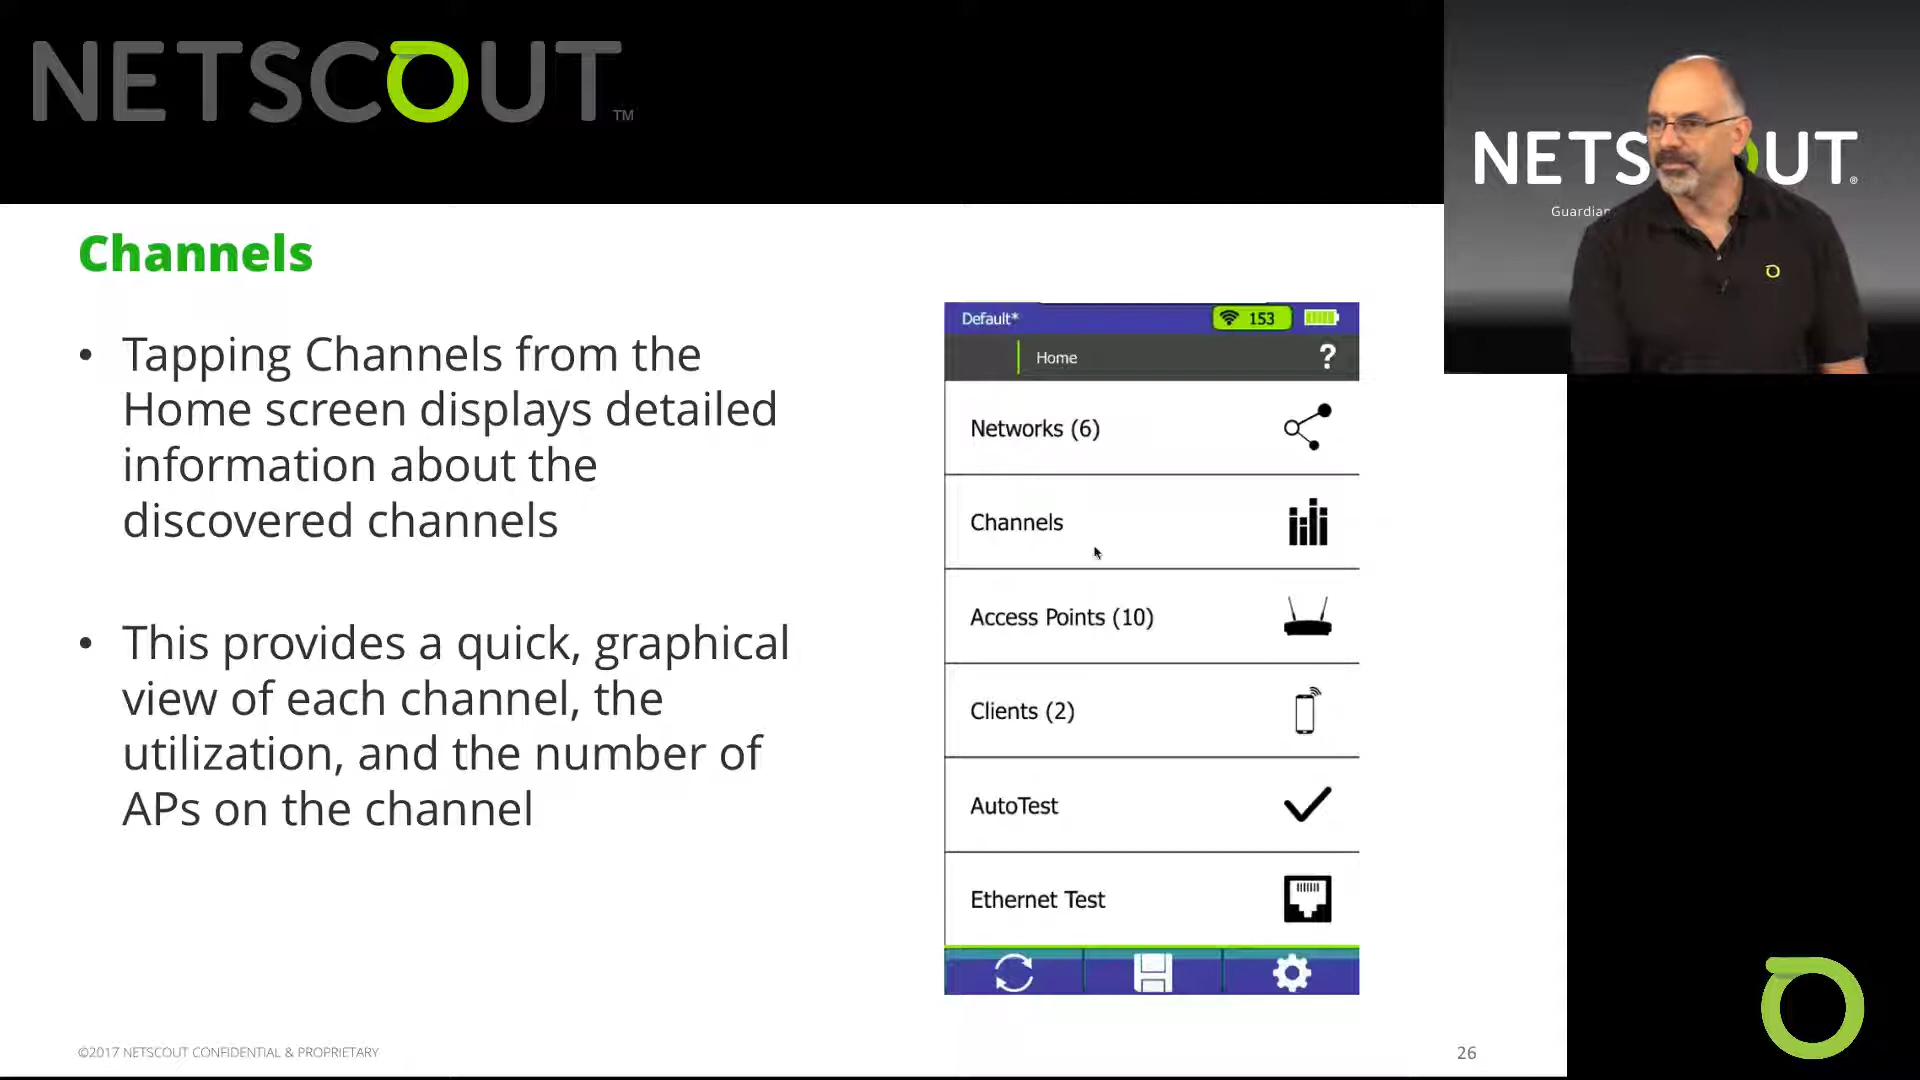 NETSCOUT™
NETSCOUT®
Guardian
Channels
• Tapping Channels from the
Home screen displays detailed
information about the
discovered channels
• This provides a quick, graphical
view of each channel, the
utilization, and the number of
APs on the channel
Default*
153
Home
?
Networks (6)
Channels
Access Points (10)
Clients (2)
AutoTest
Ethernet Test
©2017 NETSCOUT CONFIDENTIAL & PROPRIETARY
26